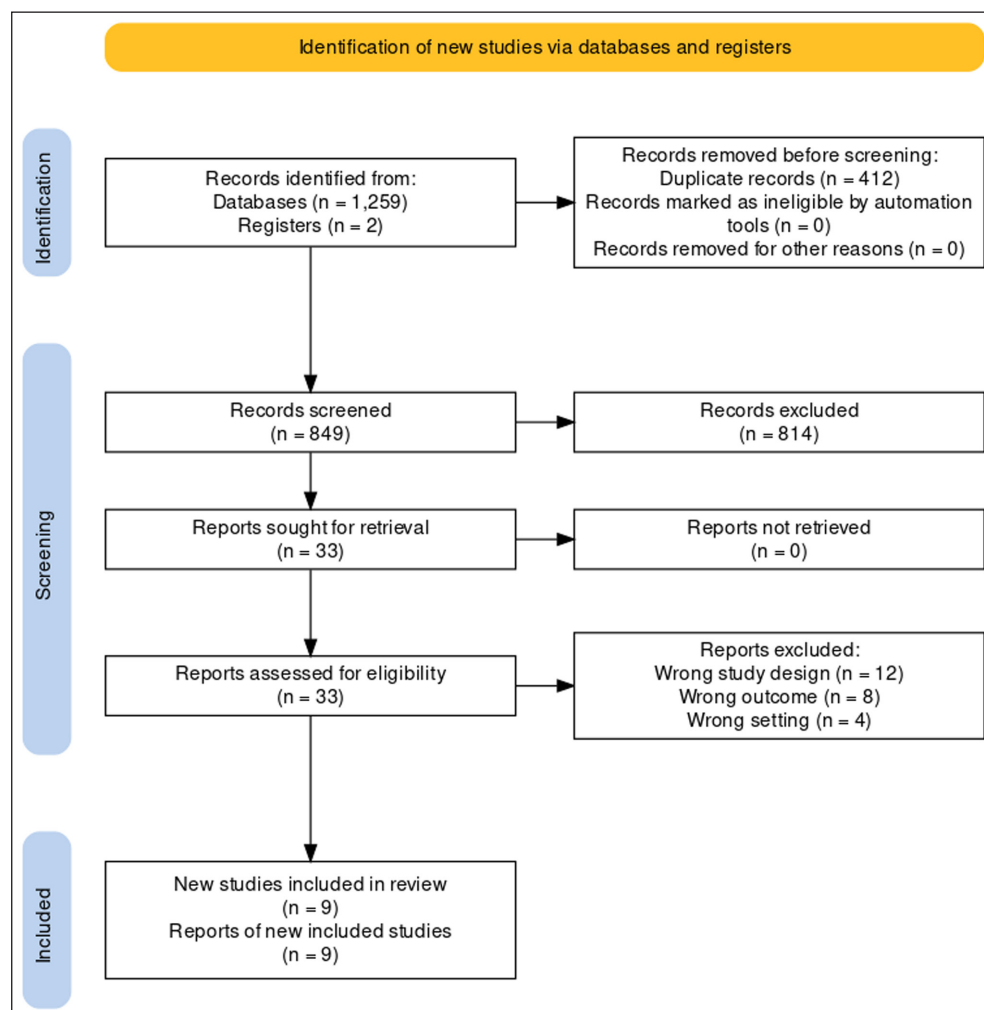 Identification of new studies via databases and registers
Identification
Records identified from:
Databases (n = 1,259)
Registers (n = 2)
Records removed before screening:
Duplicate records (n = 412)
Records marked as ineligible by automation
tools (n = 0)
Records removed for other reasons (n = 0)
Screening
Records screened
(n = 849)
Records excluded
(n = 814)
Reports sought for retrieval
(n = 33)
Reports not retrieved
(n = 0)
Reports assessed for eligibility
(n = 33)
Reports excluded:
Wrong study design (n = 12)
Wrong outcome (n = 8)
Wrong setting (n = 4)
Included
New studies included in review
(n = 9)
Reports of new included studies
(n = 9)